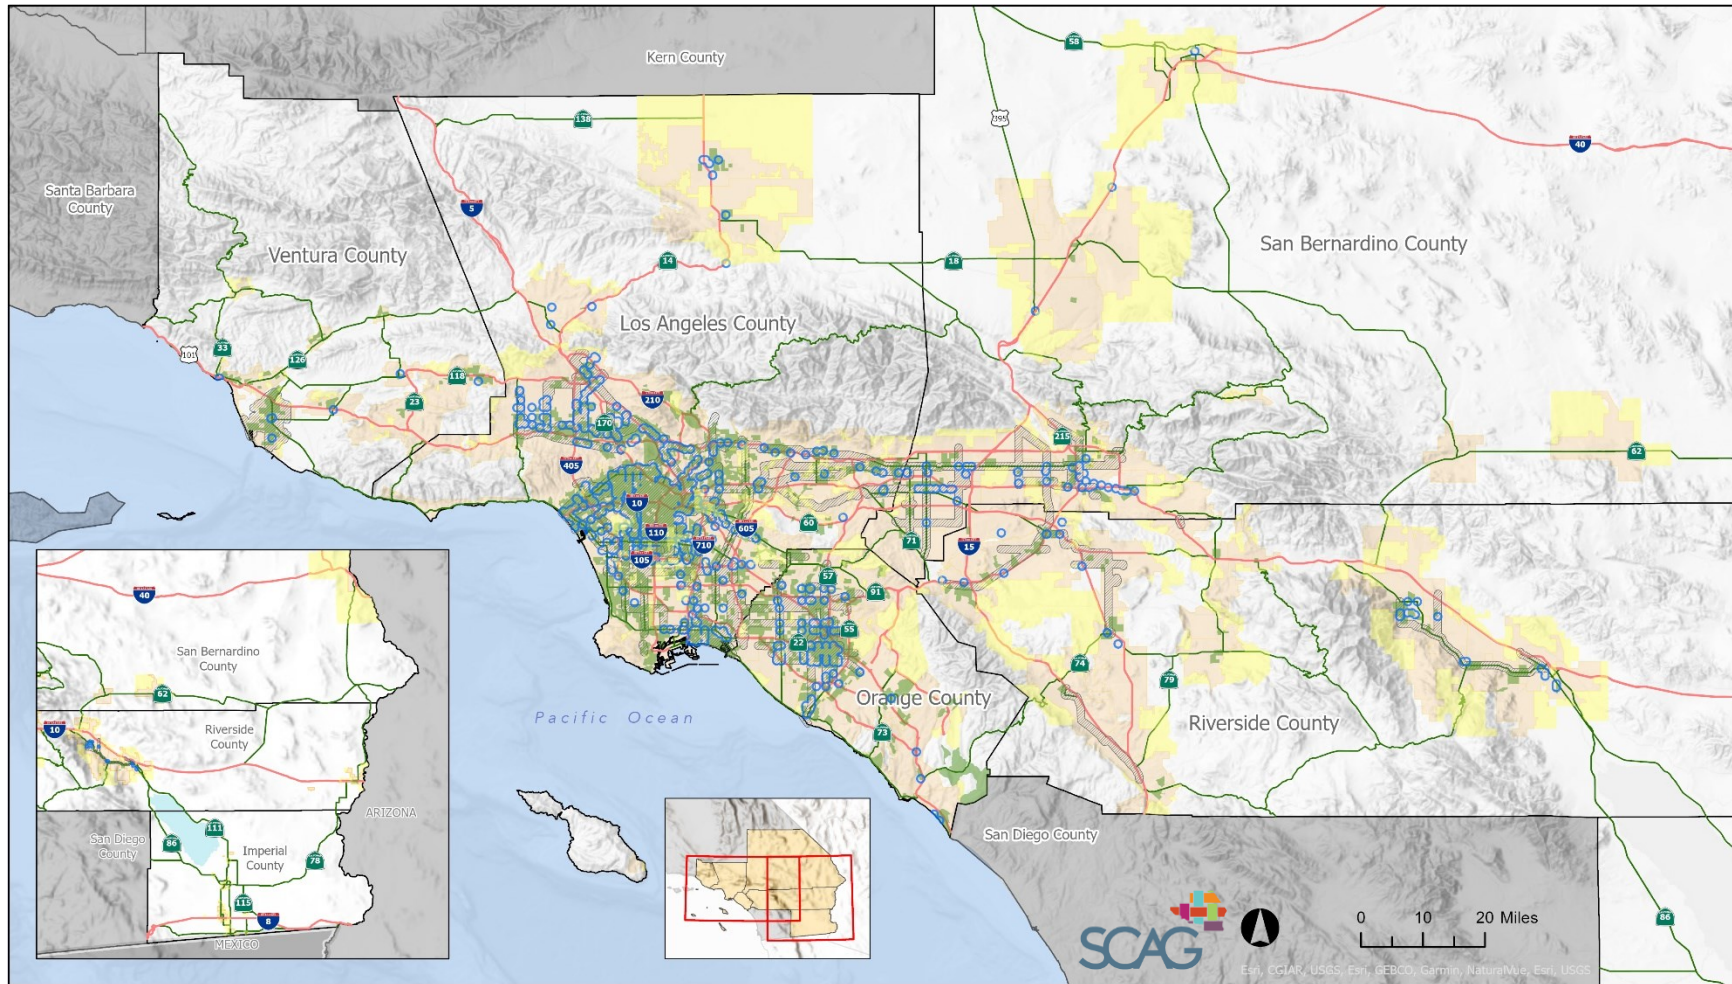 Kern County
58
395
138
40
Santa Barbara
County
5
Ventura County
San Bernardino County
14
18
Los Angeles County
101
33
126
118
23
210
170
215
405
62
10
110
605
60
105
710
71
15
57
91
55
22
74
79
Orange County
Riverside County
73
Pacific Ocean
San Diego County
86
40
San Bernardino
County
62
10
Riverside
County
ARIZONA
San Diego
County
111
86
Imperial
County
78
115
8
MEXICO
SCAG
0 10 20 Miles
Esri, CGIAR, USGS, Esri, GEBCO, Garmin, NaturalVue, Esri, USGS